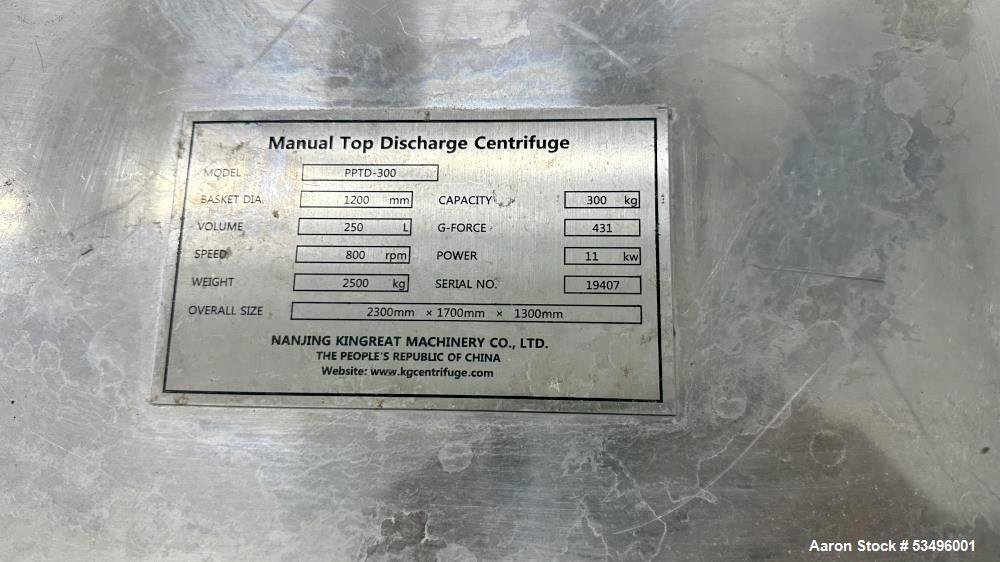 Manual Top Discharge Centrifuge
MODEL PPTD-300
BASKET DIA. 1200 mm CAPACITY 300 kg
VOLUME 250 L G-FORCE 431
SPEED 800 rpm POWER 11 kw
WEIGHT 2500 kg SERIAL NO. 19407
OVERALL SIZE 2300mm × 1700mm × 1300mm
NANJING KINGREAT MACHINERY CO., LTD.
THE PEOPLE'S REPUBLIC OF CHINA
Website: www.kgcentrifuge.com
Aaron Stock # 53496001